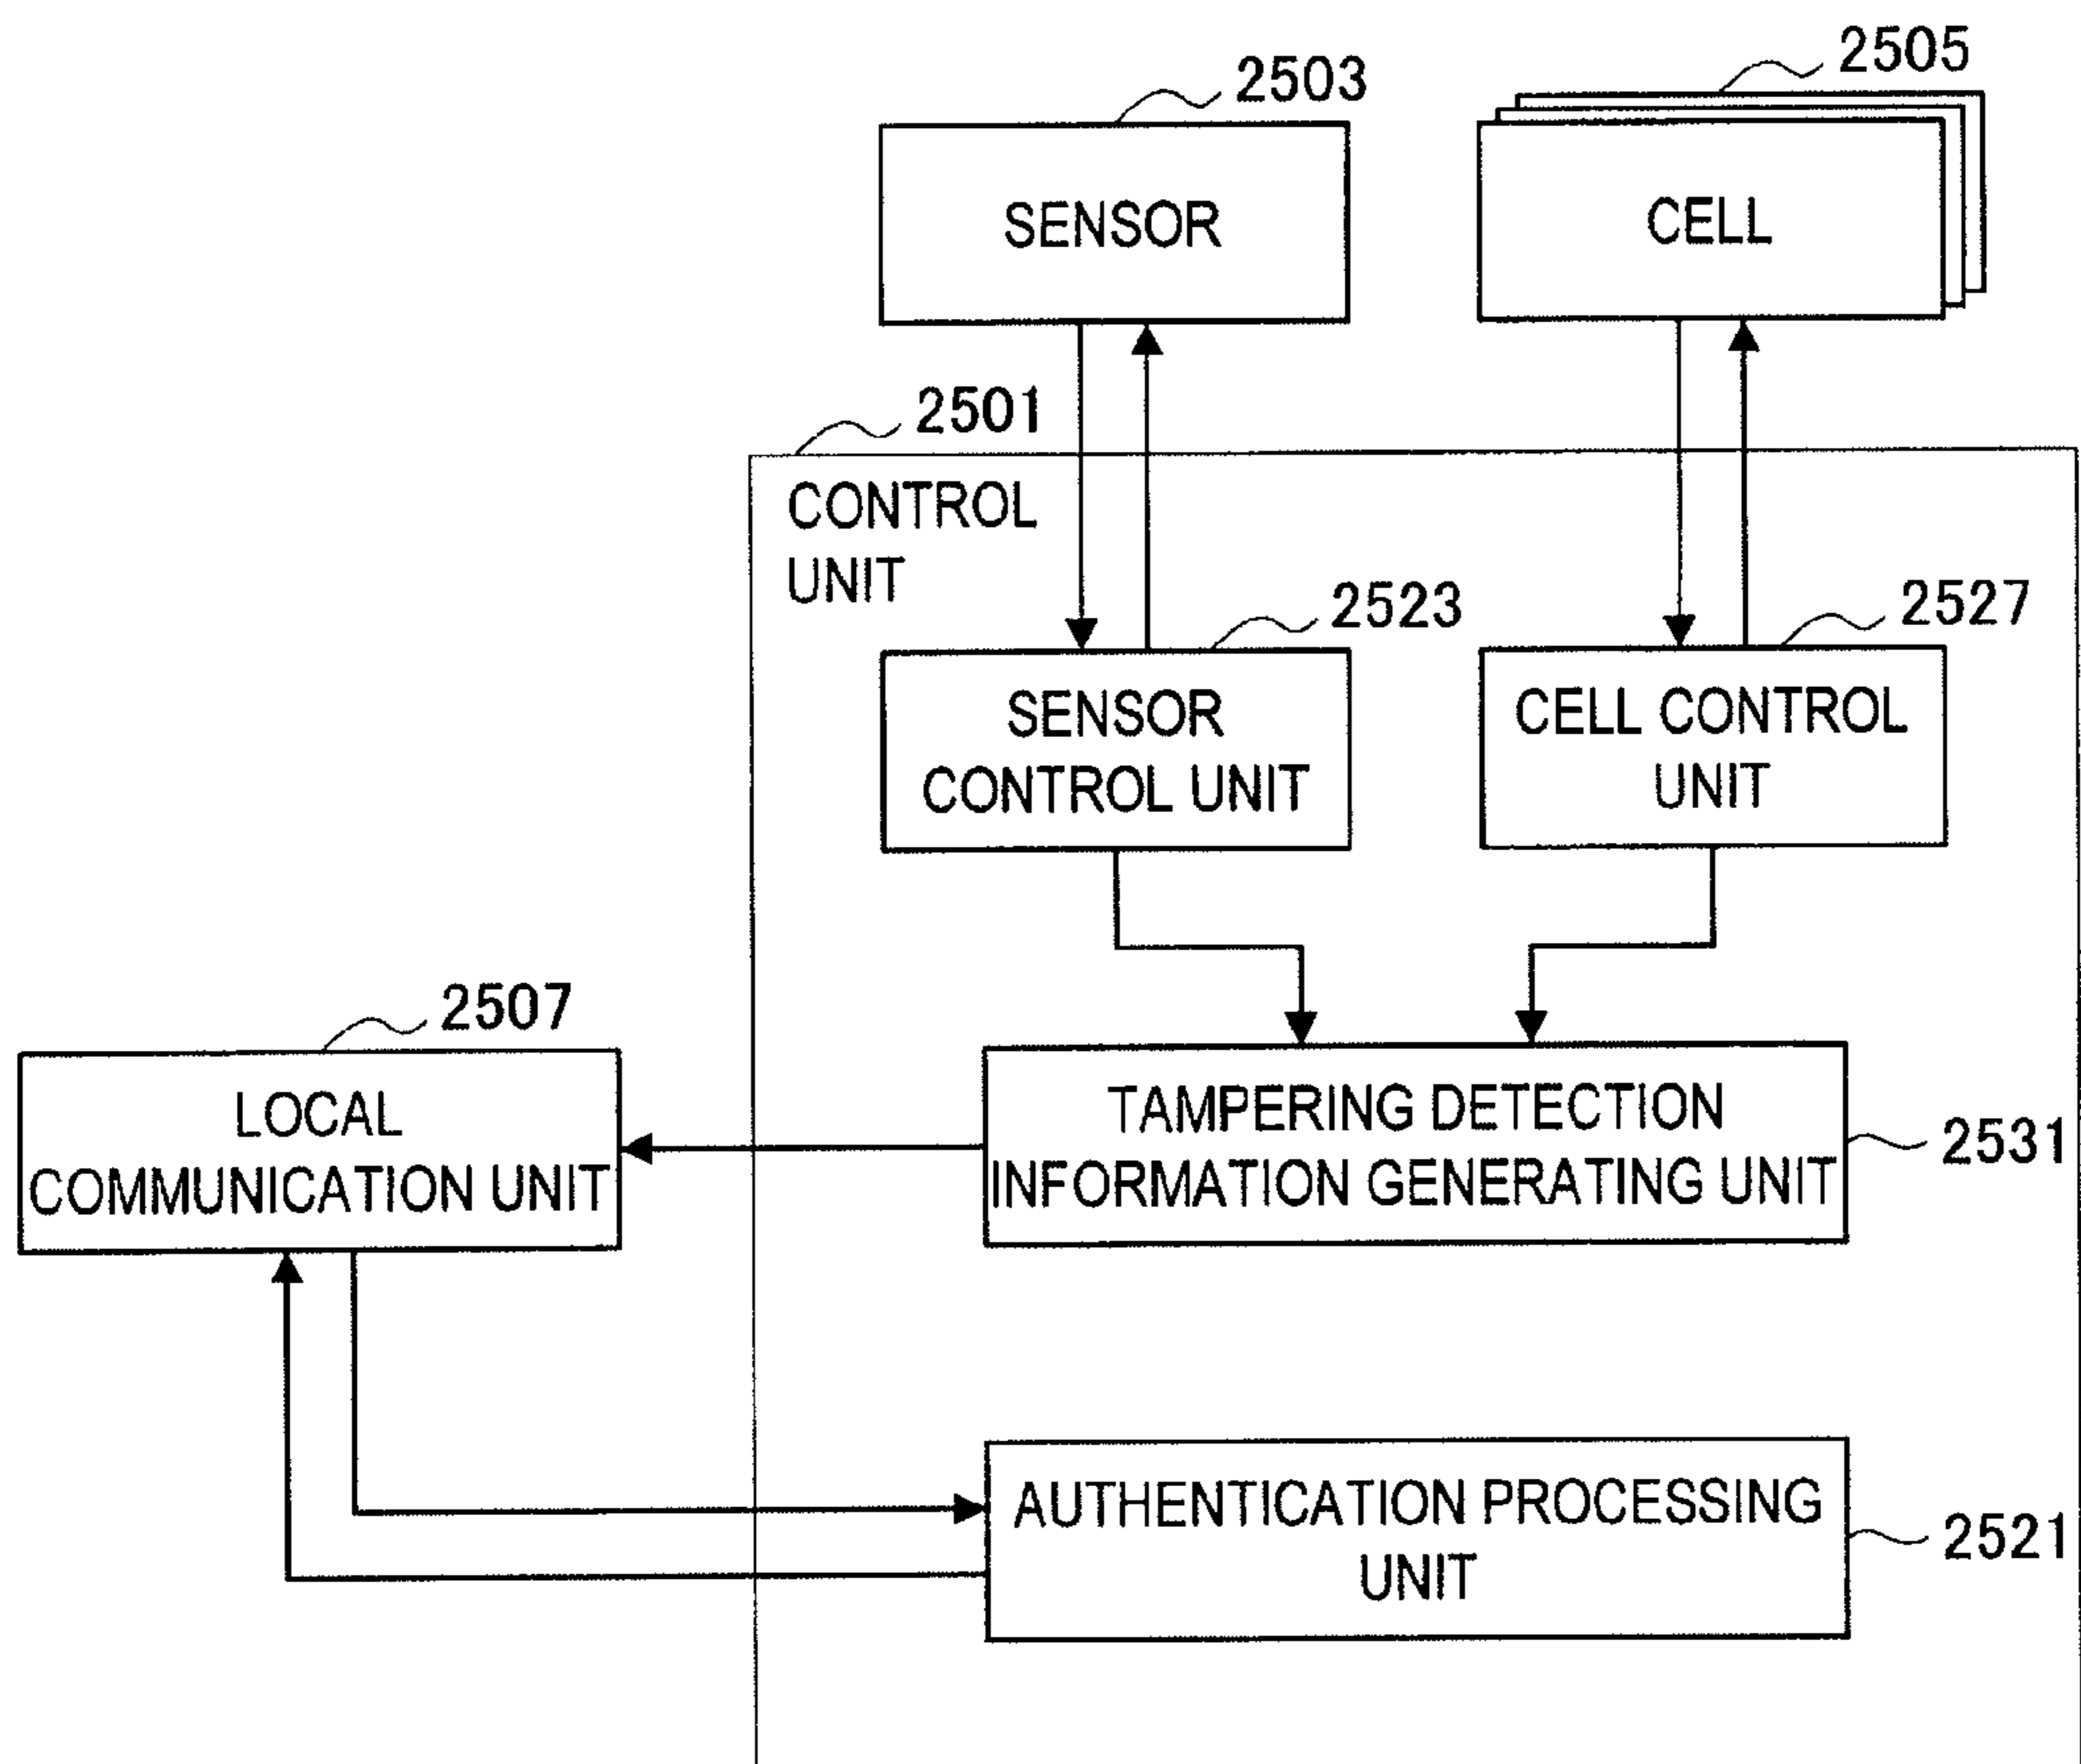 2505
2503
SENSOR
CELL
2501
CONTROL
UNIT
2523
2527
SENSOR
CONTROL UNIT
CELL CONTROL
UNIT
2507
LOCAL
COMMUNICATION UNIT
TAMPERING DETECTION
INFORMATION GENERATING UNIT
2531
AUTHENTICATION PROCESSING
UNIT
2521